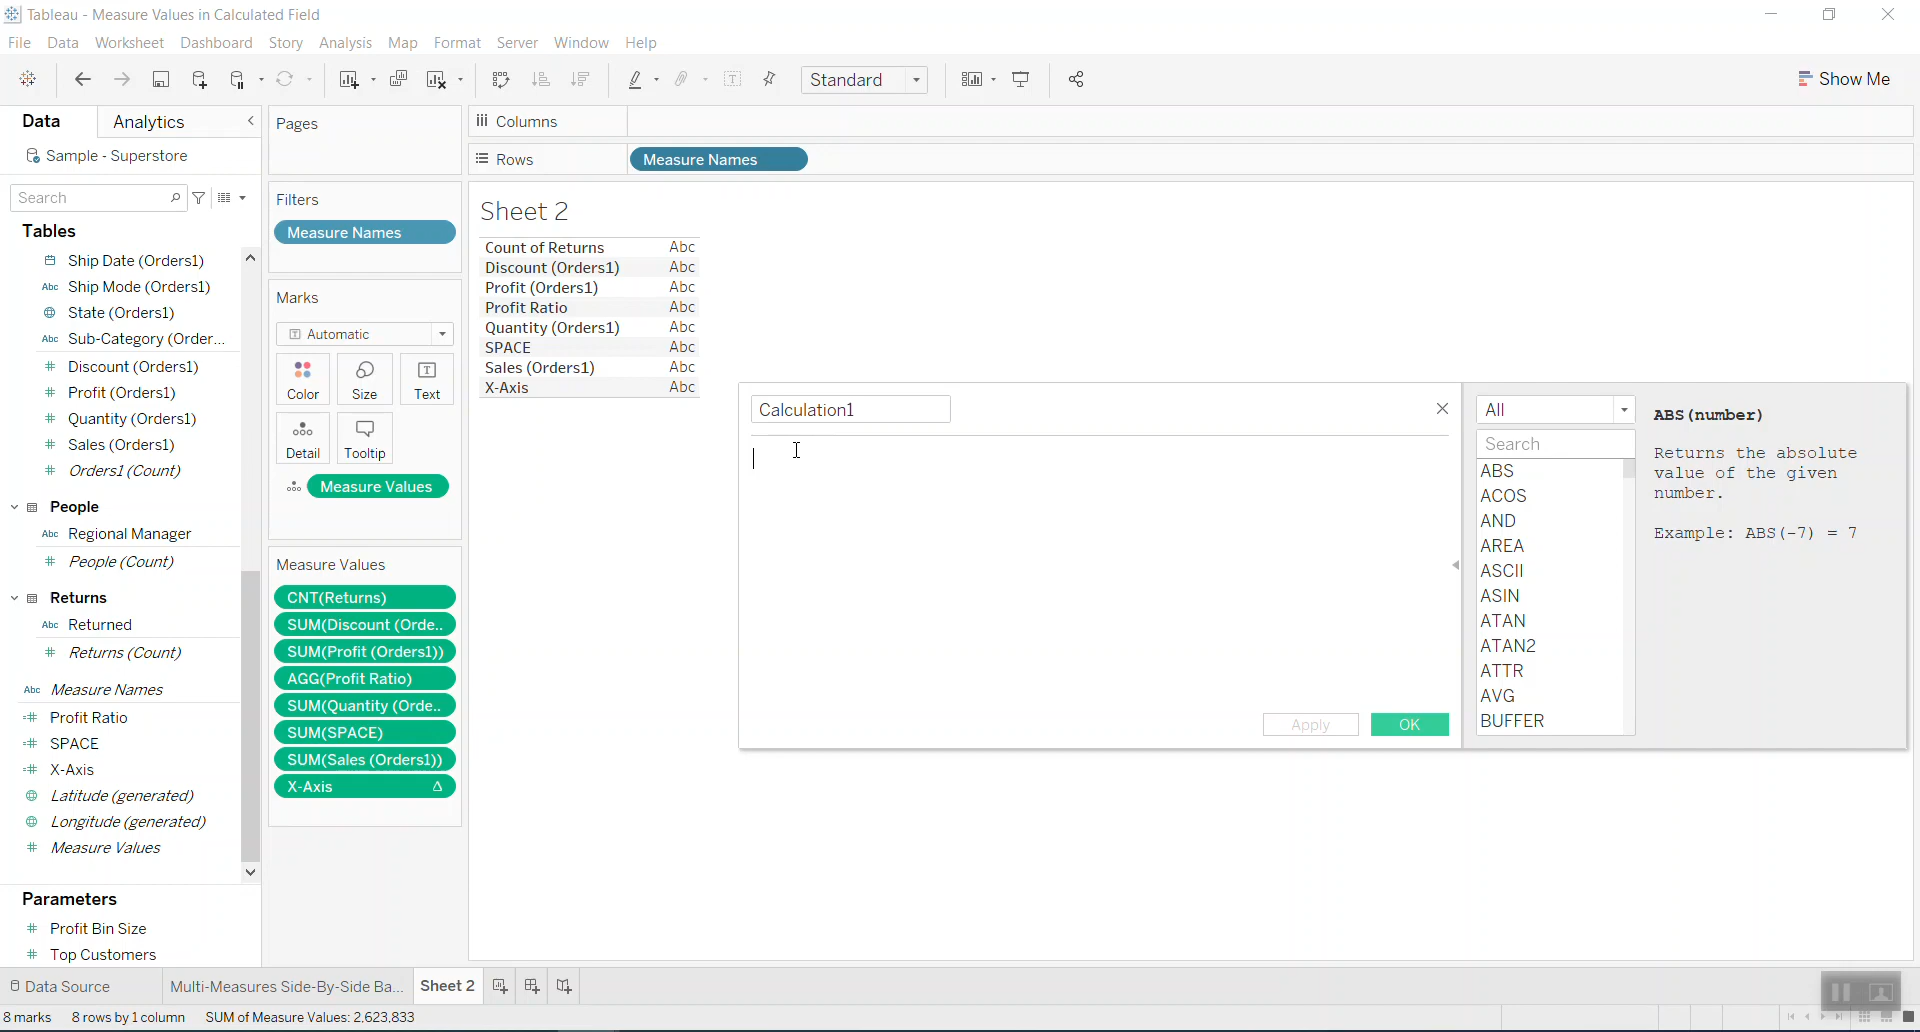 Tableau - Measure Values in Calculated Field
File Data Worksheet Dashboard Story Analysis Map Format Server Window Help
Standard
Show Me
Data
Analytics
Sample - Superstore
Search
Tables
Ship Date (Orders1)
Abc Ship Mode (Orders1)
State (Orders1)
Abc Sub-Category (Order...
# Discount (Orders1)
# Profit (Orders1)
# Quantity (Orders1)
# Sales (Orders1)
# Orders1 (Count)
People
Abc Regional Manager
# People (Count)
Returns
Abc Returned
# Returns (Count)
Abc Measure Names
=# Profit Ratio
=# SPACE
=# X-Axis
Latitude (generated)
Longitude (generated)
# Measure Values
Parameters
# Profit Bin Size
# Top Customers
Pages
Filters
Measure Names
Marks
Automatic
Color
Size
Text
Detail
Tooltip
Measure Values
Measure Values
CNT(Returns)
SUM(Discount (Orde..
SUM(Profit (Orders1))
AGG(Profit Ratio)
SUM(Quantity (Orde..
SUM(SPACE)
SUM(Sales (Orders1))
X-Axis Δ
Columns
Rows
Measure Names
Sheet 2
Count of Returns Abc
Discount (Orders1) Abc
Profit (Orders1) Abc
Profit Ratio Abc
Quantity (Orders1) Abc
SPACE Abc
Sales (Orders1) Abc
X-Axis Abc
Calculation1
Apply
OK
All
Search
ABS
ACOS
AND
AREA
ASCII
ASIN
ATAN
ATAN2
ATTR
AVG
BUFFER
ABS(number)
Returns the absolute
value of the given
number.
Example: ABS(-7) = 7
Data Source
Multi-Measures Side-By-Side Ba...
Sheet 2
8 marks 8 rows by 1 column SUM of Measure Values: 2,623,833